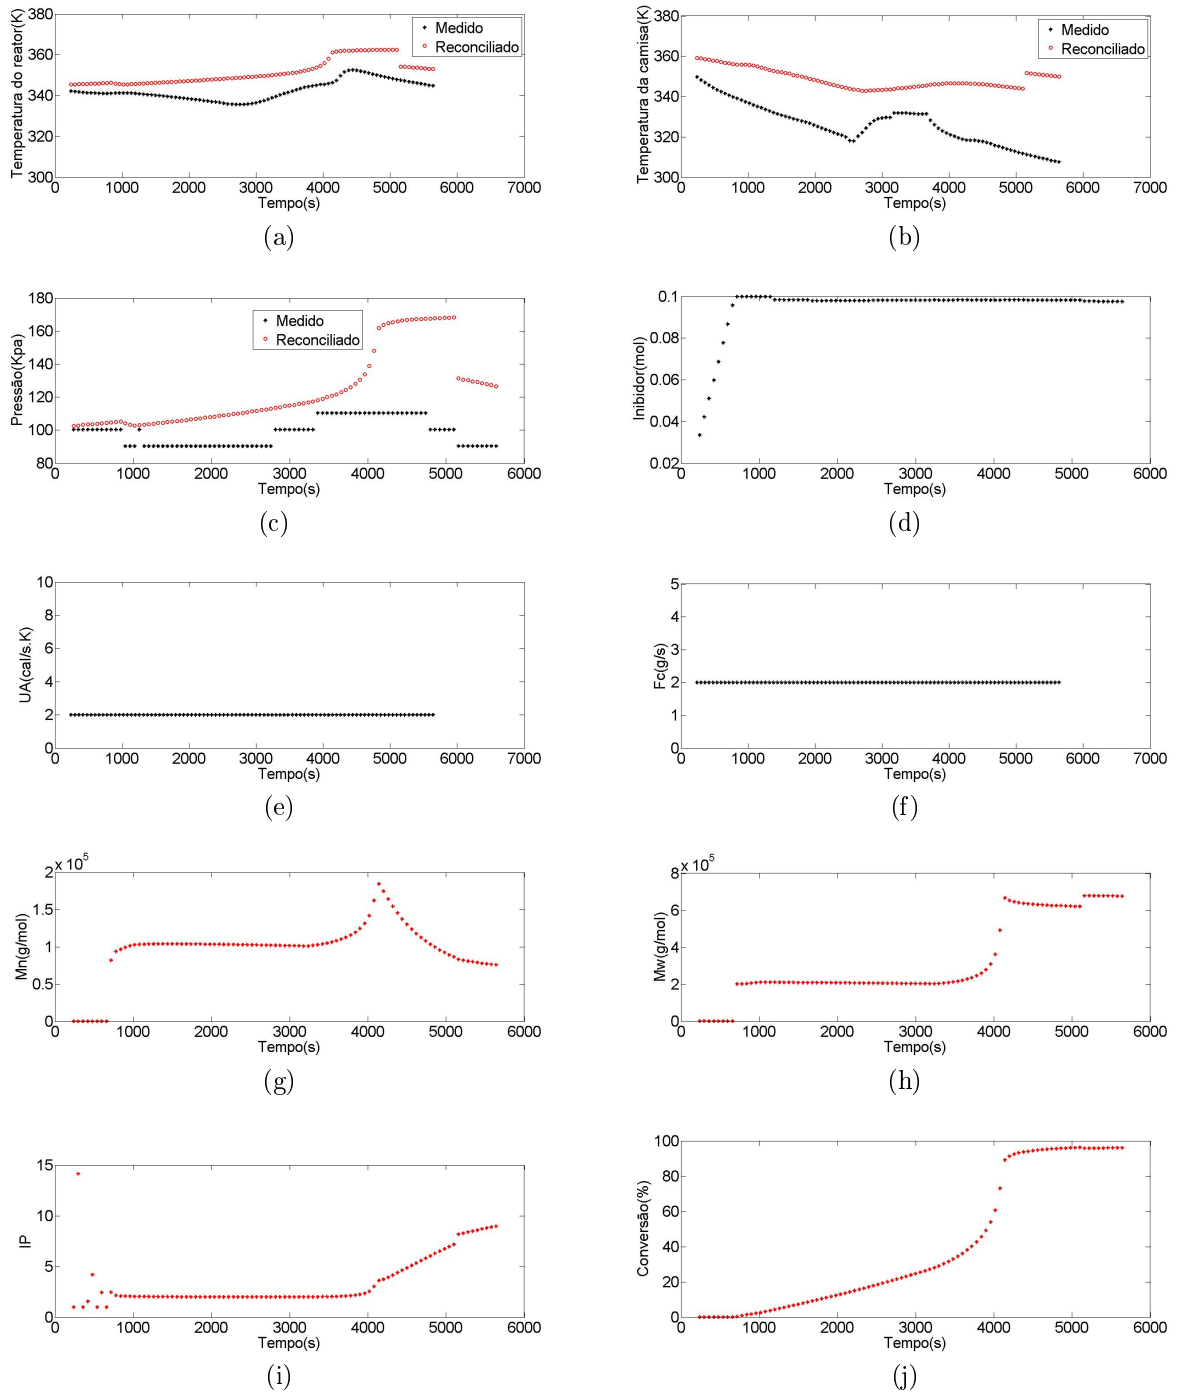 380
360
340
320
300
Temperatura do reator(K)
Medido
Reconciliado
0 1000 2000 3000 4000 5000 6000 7000
Tempo(s)
(a)
380
360
340
320
300
Temperatura da camisa(K)
Medido
Reconciliado
0 1000 2000 3000 4000 5000 6000 7000
Tempo(s)
(b)
180
160
140
120
100
80
Pressão(Kpa)
Medido
Reconciliado
0 1000 2000 3000 4000 5000 6000
Tempo(s)
(c)
0.1
0.08
0.06
0.04
0.02
Inibidor(mol)
0 1000 2000 3000 4000 5000 6000
Tempo(s)
(d)
10
8
6
4
2
0
UA(cal/s.K)
0 1000 2000 3000 4000 5000 6000 7000
Tempo(s)
(e)
5
4
3
2
1
0
Fc(g/s)
0 1000 2000 3000 4000 5000 6000 7000
Tempo(s)
(f)
x 10^5
2
1.5
1
0.5
0
Mn(g/mol)
0 1000 2000 3000 4000 5000 6000
Tempo(s)
(g)
x 10^5
8
6
4
2
0
Mw(g/mol)
0 1000 2000 3000 4000 5000 6000
Tempo(s)
(h)
15
10
5
0
IP
0 1000 2000 3000 4000 5000 6000
Tempo(s)
(i)
100
80
60
40
20
0
Conversão(%)
0 1000 2000 3000 4000 5000 6000
Tempo(s)
(j)